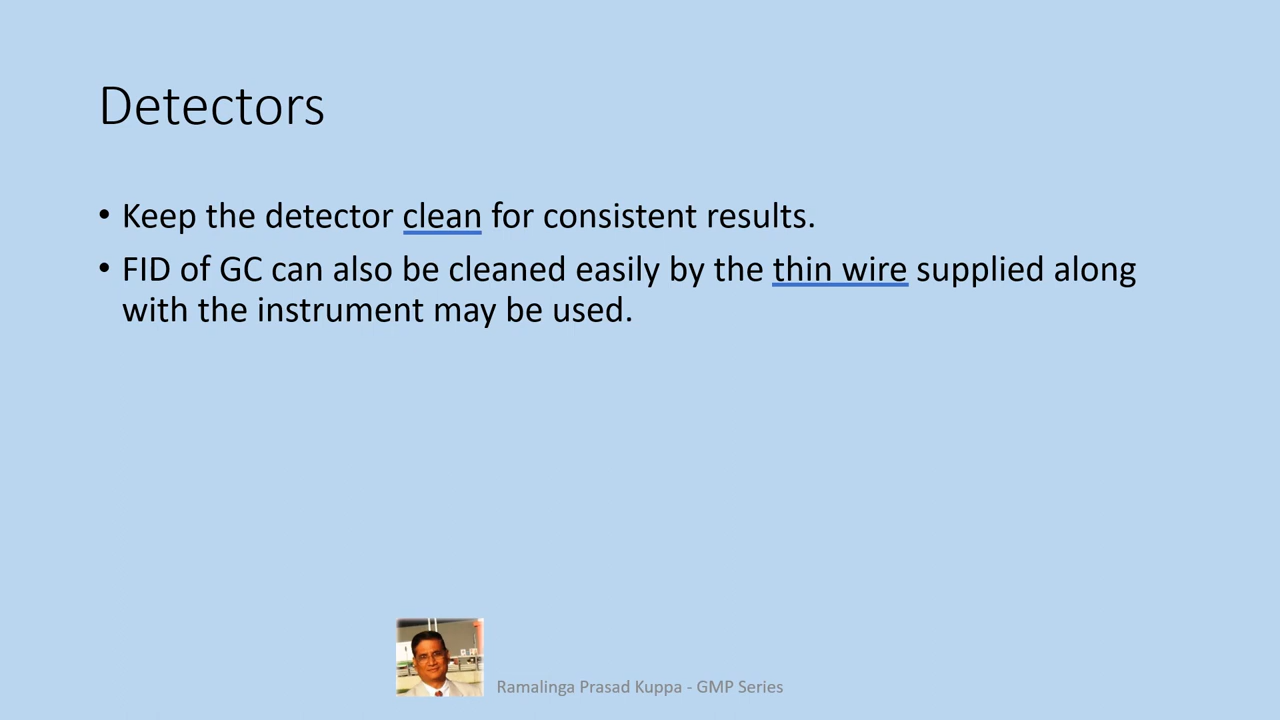 Detectors
• Keep the detector clean for consistent results.
• FID of GC can also be cleaned easily by the thin wire supplied along
with the instrument may be used.
Ramalinga Prasad Kuppa - GMP Series